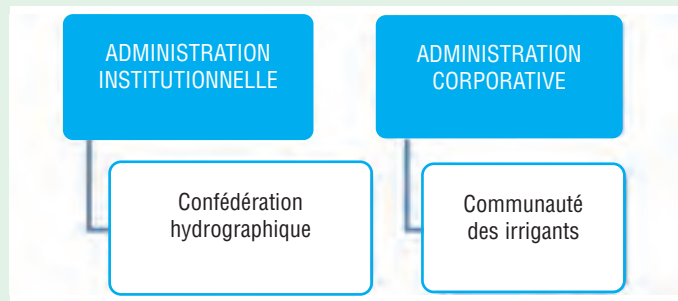 ADMINISTRATION
INSTITUTIONNELLE
Confédération
hydrographique
ADMINISTRATION
CORPORATIVE
Communauté
des irrigants